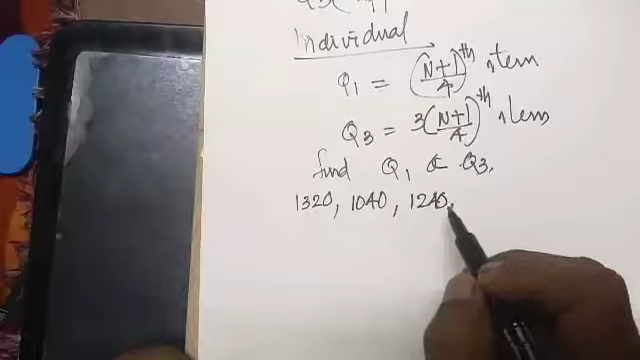 Individual
Q1 = (N+1/4)th item
Q3 = 3(N+1/4)th item
find Q1 & Q3.
1320, 1040, 1240,